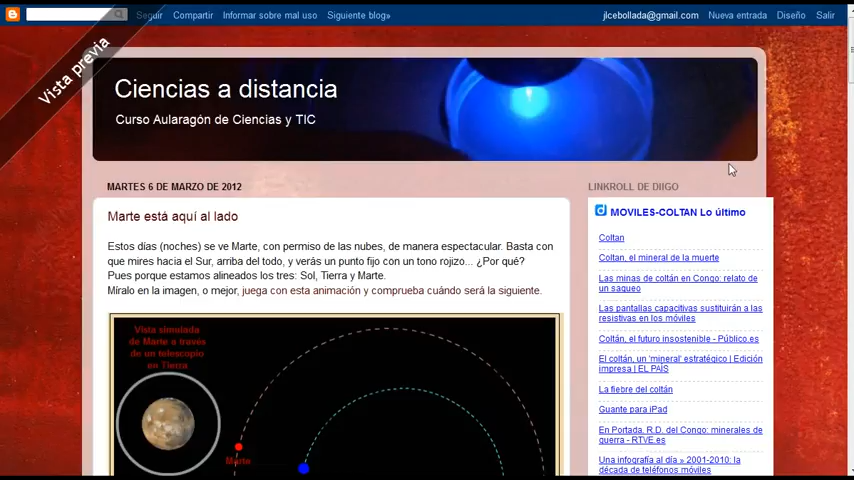 Seguir Compartir Informar sobre mal uso Siguiente blog» jlcebollada@gmail.com Nueva entrada Diseño Salir
Vista previa
Ciencias a distancia
Curso Aularagón de Ciencias y TIC
MARTES 6 DE MARZO DE 2012
Marte está aquí al lado
Estos días (noches) se ve Marte, con permiso de las nubes, de manera espectacular. Basta con
que mires hacia el Sur, arriba del todo, y verás un punto fijo con un tono rojizo... ¿Por qué?
Pues porque estamos alineados los tres: Sol, Tierra y Marte.
Míralo en la imagen, o mejor, juega con esta animación y comprueba cuándo será la siguiente.
Vista simulada
de Marte a través
de un telescopio
en Tierra
Marte
LINKROLL DE DIIGO
MOVILES-COLTAN Lo último
Coltan
Coltan, el mineral de la muerte
Las minas de coltán en Congo: relato de
un saqueo
Las pantallas capacitivas sustituirán a las
resistivas en los móviles
Coltán, el futuro insostenible - Público.es
El coltán, un 'mineral' estratégico | Edición
impresa | EL PAÍS
La fiebre del coltán
Guante para iPad
En Portada, R.D. del Congo: minerales de
guerra - RTVE.es
Una infografía al día » 2001-2010: la
década de teléfonos móviles